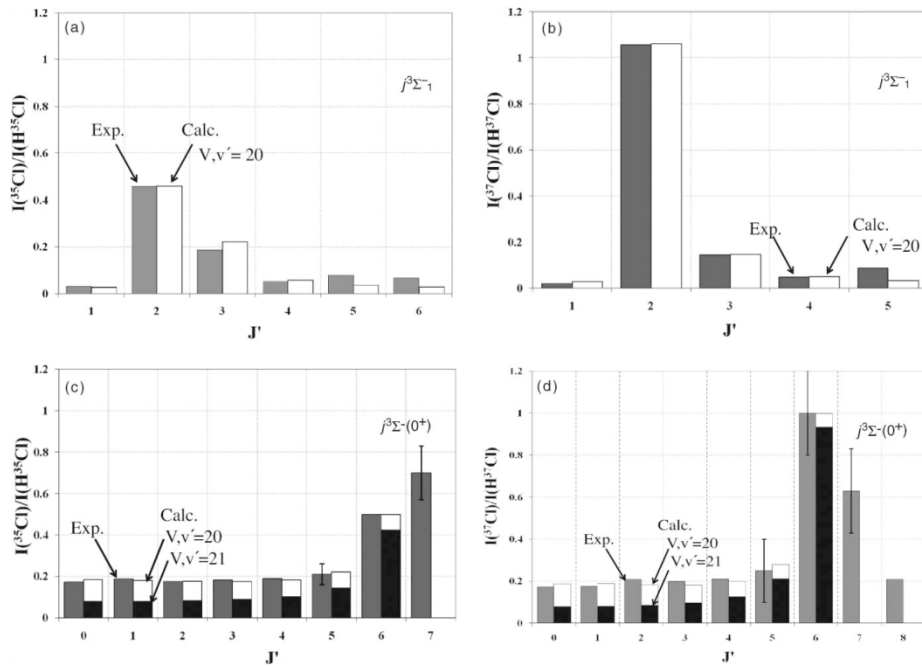 (a)
1.2
1
0.8
0.6
0.4
0.2
0
I(³⁵Cl)/I(H³⁵Cl)
j³Σ⁻₁
Exp.
Calc.
V,v´= 20
1 2 3 4 5 6
J'
(b)
1.2
1
0.8
0.6
0.4
0.2
0
I(³⁷Cl)/I(H³⁷Cl)
j³Σ⁻₁
Exp.
Calc.
V,v´=20
1 2 3 4 5
J'
(c)
1.2
1
0.8
0.6
0.4
0.2
0
I(³⁵Cl)/I(H³⁵Cl)
j³Σ⁻(0⁺)
Exp.
Calc.
V,v´=20
V,v´=21
0 1 2 3 4 5 6 7
J'
(d)
1.2
1
0.8
0.6
0.4
0.2
0
I(³⁷Cl)/I(H³⁷Cl)
j³Σ⁻(0⁺)
Exp.
Calc.
V,v´=20
V,v´=21
0 1 2 3 4 5 6 7 8
J'